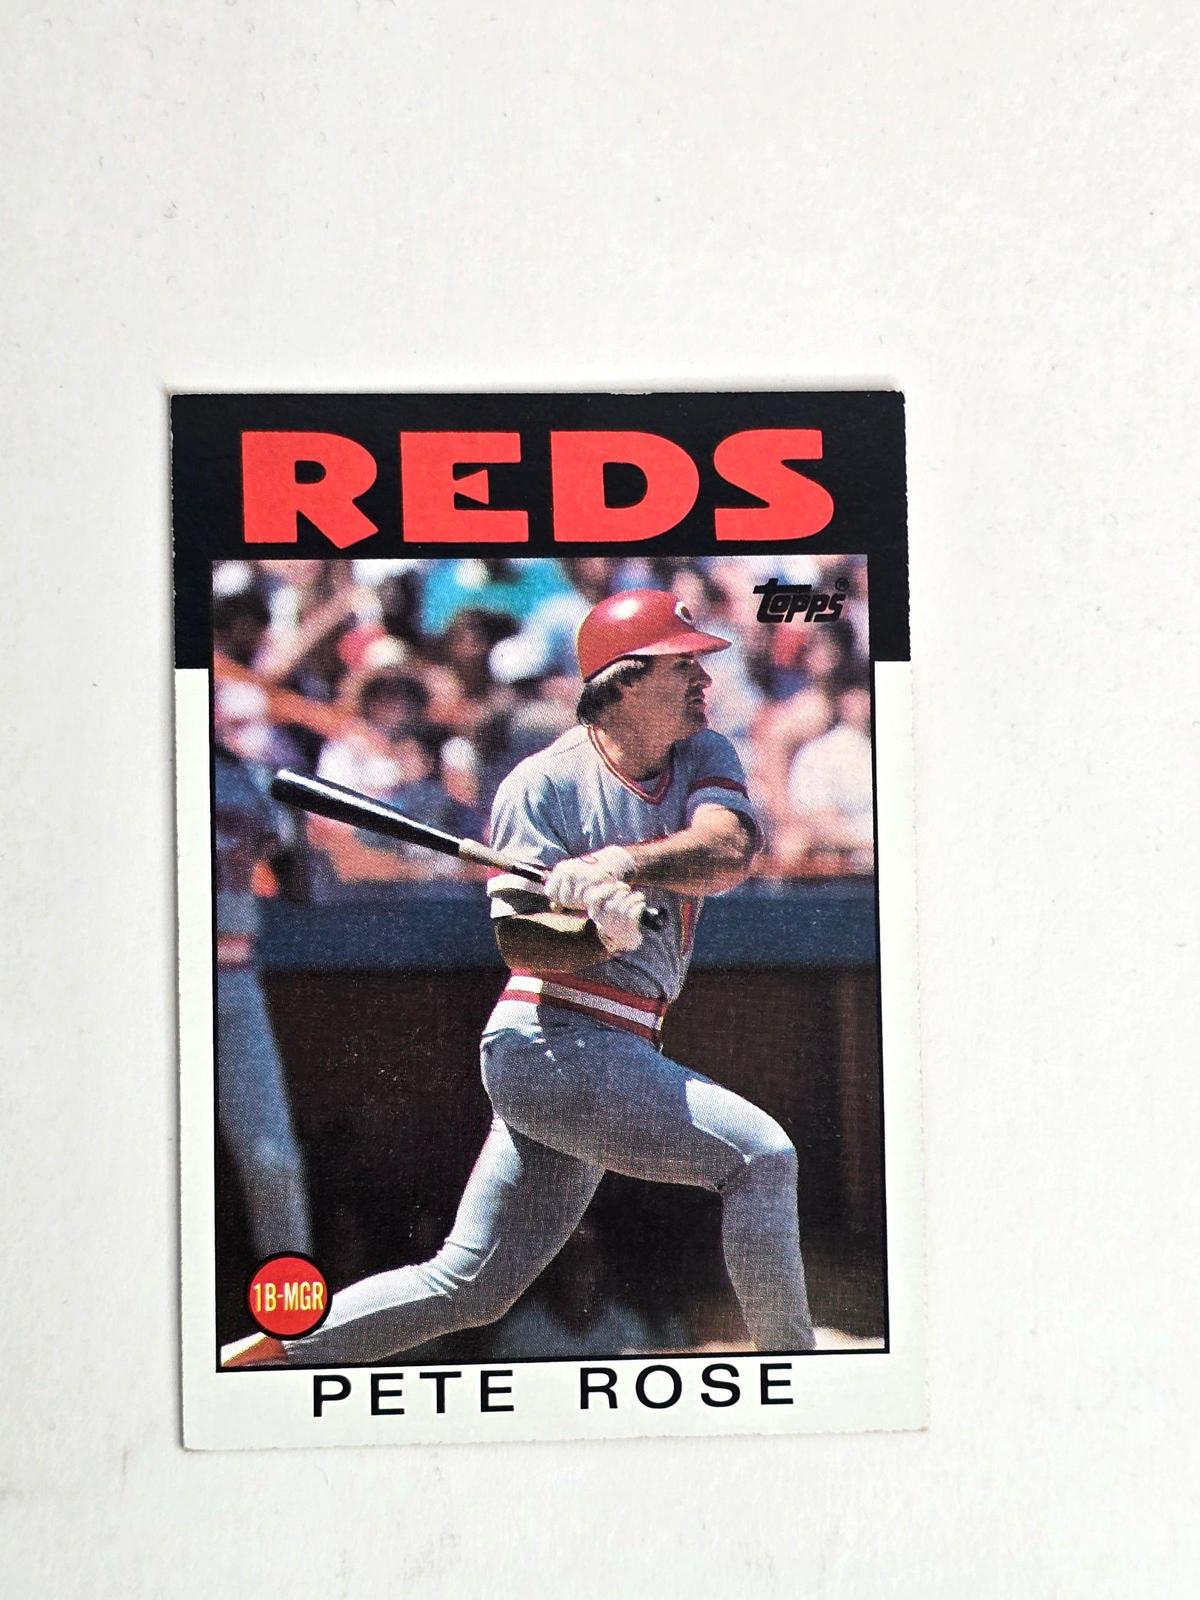 REDS
topps®
1B-MGR
PETE ROSE